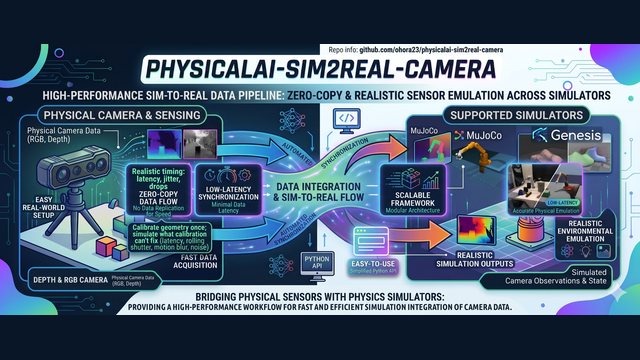 Repo info: github.com/ohora23/physicalai-sim2real-camera
PHYSICALAI-SIM2REAL-CAMERA
HIGH-PERFORMANCE SIM-TO-REAL DATA PIPELINE: ZERO-COPY & REALISTIC SENSOR EMULATION ACROSS SIMULATORS
PHYSICAL CAMERA & SENSING
Physical Camera Data
(RGB, Depth)
EASY
REAL-WORLD
SETUP
Realistic timing:
latency, jitter,
drops
ZERO-COPY
DATA FLOW
No Data Replication
for Speed
LOW-LATENCY
SYNCHRONIZATION
Minimal Data
Latency
Calibrate geometry once;
simulate what calibration
can't fix (latency, rolling
shutter, motion blur, noise)
FAST DATA
ACQUISITION
DEPTH & RGB CAMERA
Physical Camera Data
(RGB, Depth)
AUTOMATED
SYNCHRONIZATION
DATA INTEGRATION
& SIM-TO-REAL FLOW
AUTOMATED
SYNCHRONIZATION
PYTHON
API
SUPPORTED SIMULATORS
MuJoCo
MuJoCo
Genesis
SCALABLE
FRAMEWORK
Modular Architecture
LOW-LATENCY
Accurate Physical Emulation
EASY-TO-USE
Simplified Python API
REALISTIC
SIMULATION OUTPUTS
REALISTIC
ENVIRONMENTAL
EMULATION
Simulated
Camera Observations & State
BRIDGING PHYSICAL SENSORS WITH PHYSICS SIMULATORS:
PROVIDING A HIGH-PERFORMANCE WORKFLOW FOR FAST AND EFFICIENT SIMULATION INTEGRATION OF CAMERA DATA.